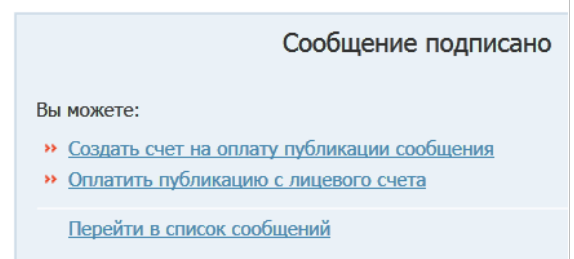 Сообщение подписано
Вы можете:
Создать счет на оплату публикации сообщения
Оплатить публикацию с лицевого счета
Перейти в список сообщений